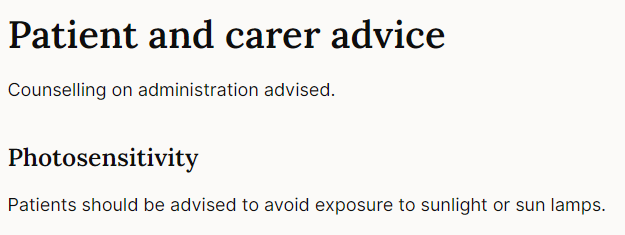 Patient and carer advice
Counselling on administration advised.
Photosensitivity
Patients should be advised to avoid exposure to sunlight or sun lamps.